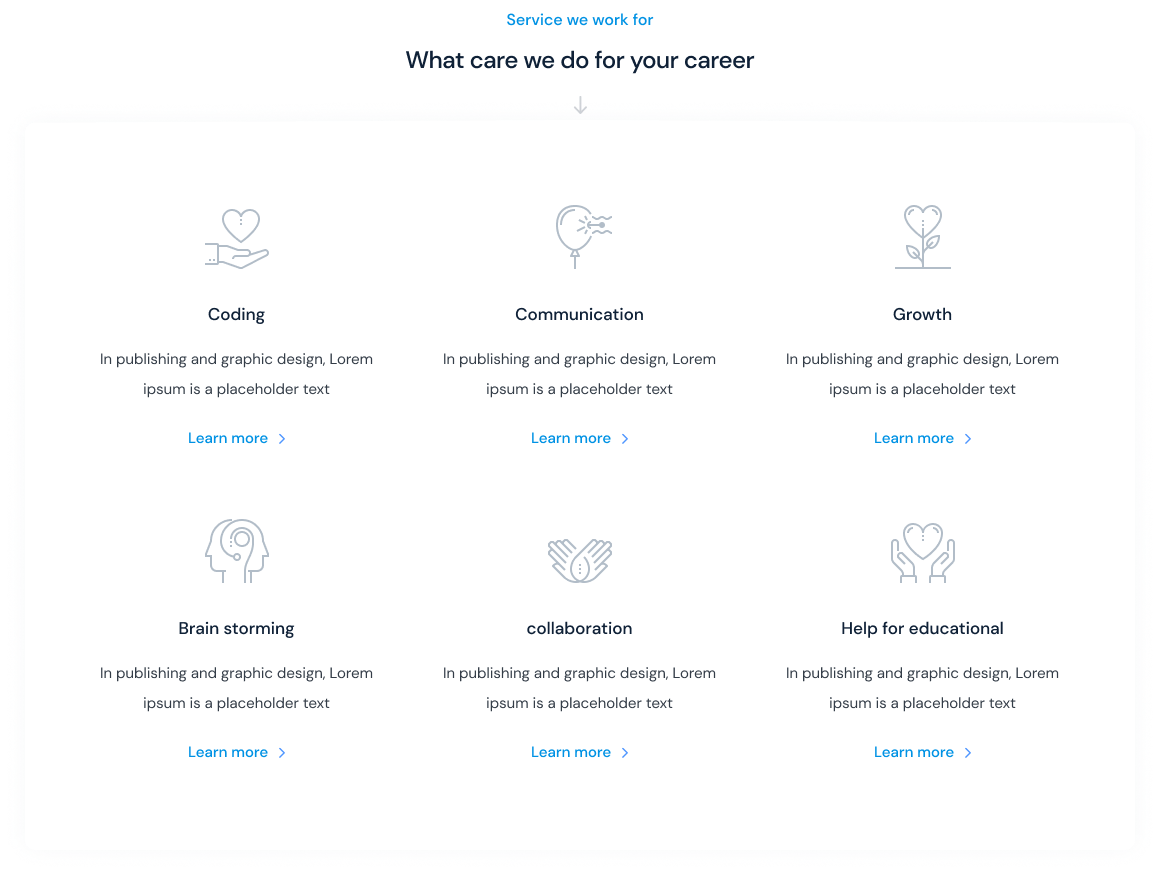 Service we work for
What care we do for your career
Coding
In publishing and graphic design, Lorem
ipsum is a placeholder text
Learn more
Communication
In publishing and graphic design, Lorem
ipsum is a placeholder text
Learn more
Growth
In publishing and graphic design, Lorem
ipsum is a placeholder text
Learn more
Brain storming
In publishing and graphic design, Lorem
ipsum is a placeholder text
Learn more
collaboration
In publishing and graphic design, Lorem
ipsum is a placeholder text
Learn more
Help for educational
In publishing and graphic design, Lorem
ipsum is a placeholder text
Learn more